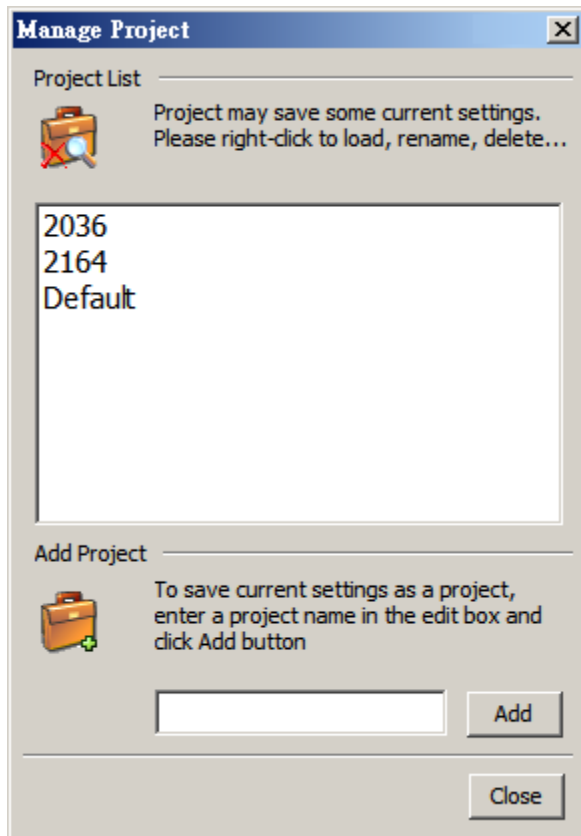 Manage Project
Project List
Project may save some current settings.
Please right-click to load, rename, delete...
2036
2164
Default
Add Project
To save current settings as a project,
enter a project name in the edit box and
click Add button
Add
Close